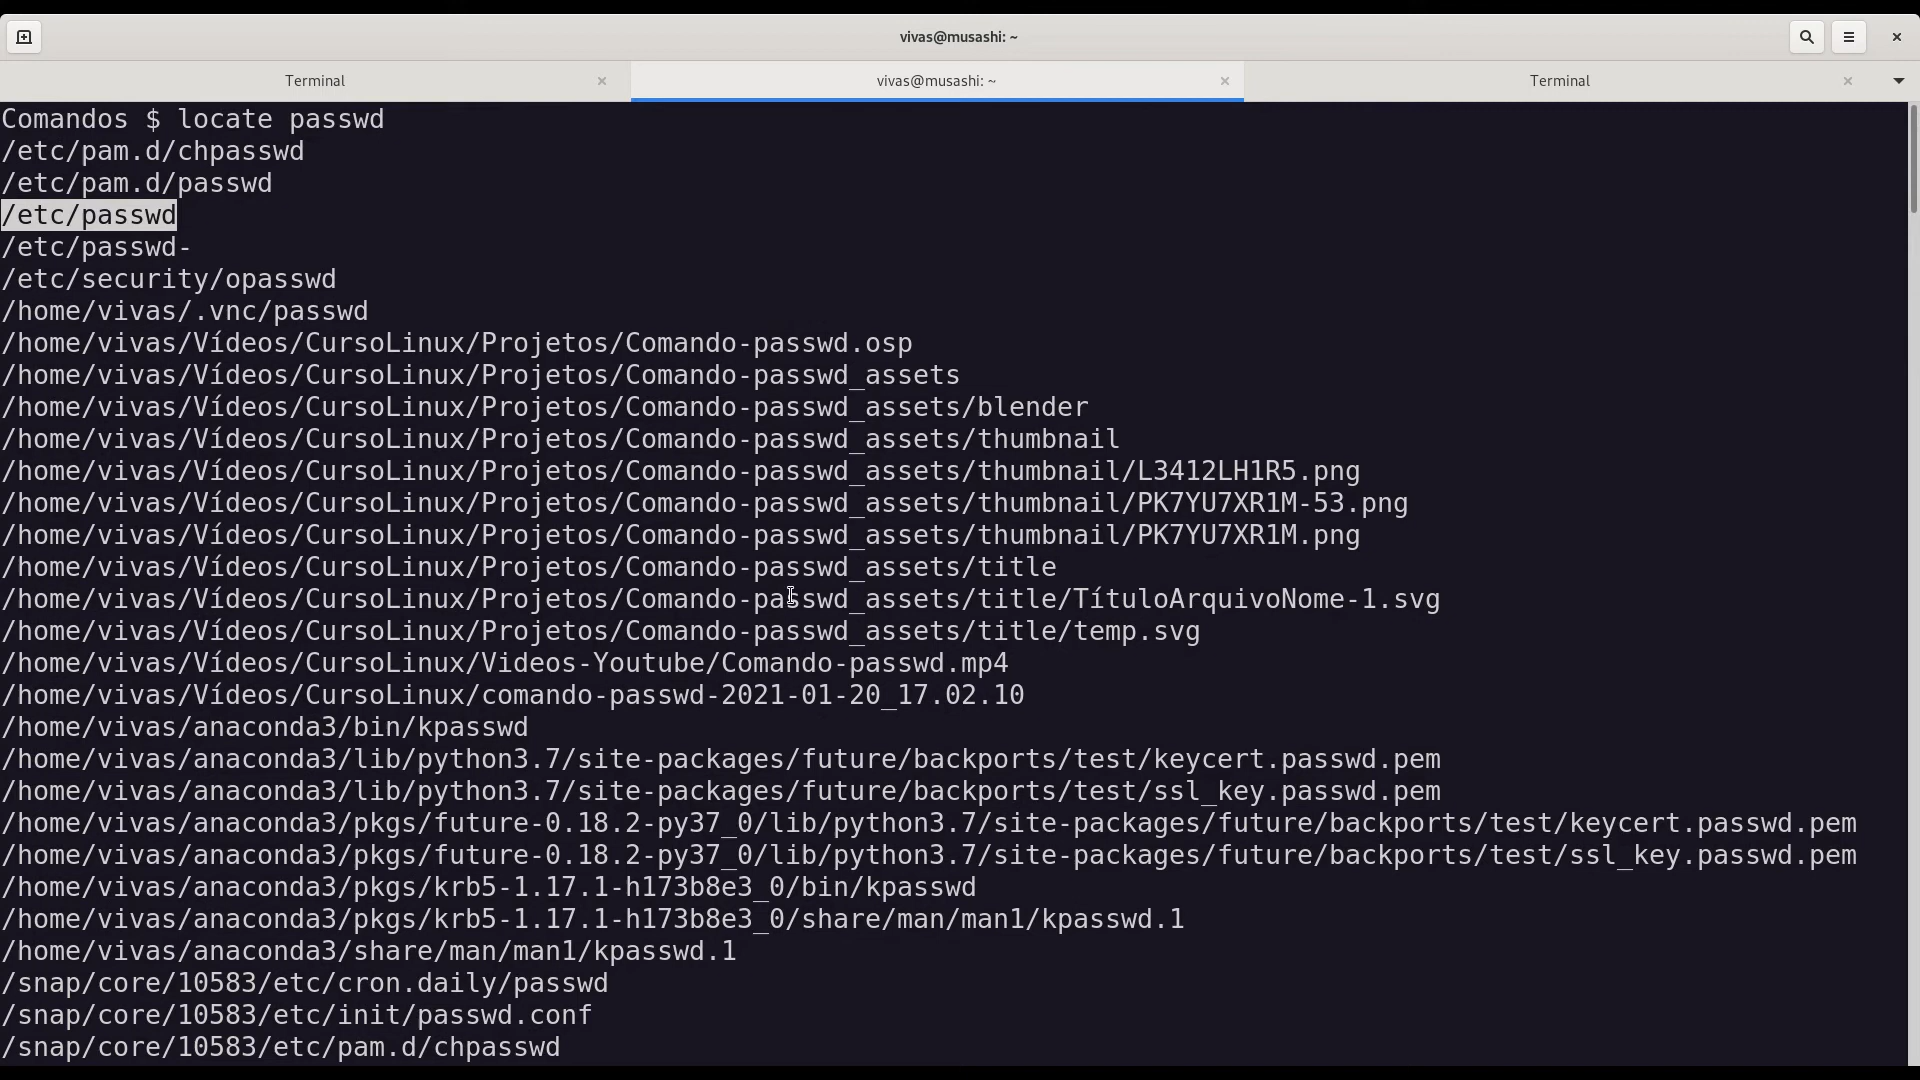 vivas@musashi: ~
Terminal
vivas@musashi: ~
Terminal
Comandos $ locate passwd
/etc/pam.d/chpasswd
/etc/pam.d/passwd
/etc/passwd
/etc/passwd-
/etc/security/opasswd
/home/vivas/.vnc/passwd
/home/vivas/Vídeos/CursoLinux/Projetos/Comando-passwd.osp
/home/vivas/Vídeos/CursoLinux/Projetos/Comando-passwd_assets
/home/vivas/Vídeos/CursoLinux/Projetos/Comando-passwd_assets/blender
/home/vivas/Vídeos/CursoLinux/Projetos/Comando-passwd_assets/thumbnail
/home/vivas/Vídeos/CursoLinux/Projetos/Comando-passwd_assets/thumbnail/L3412LH1R5.png
/home/vivas/Vídeos/CursoLinux/Projetos/Comando-passwd_assets/thumbnail/PK7YU7XR1M-53.png
/home/vivas/Vídeos/CursoLinux/Projetos/Comando-passwd_assets/thumbnail/PK7YU7XR1M.png
/home/vivas/Vídeos/CursoLinux/Projetos/Comando-passwd_assets/title
/home/vivas/Vídeos/CursoLinux/Projetos/Comando-passwd_assets/title/TítuloArquivoNome-1.svg
/home/vivas/Vídeos/CursoLinux/Projetos/Comando-passwd_assets/title/temp.svg
/home/vivas/Vídeos/CursoLinux/Videos-Youtube/Comando-passwd.mp4
/home/vivas/Vídeos/CursoLinux/comando-passwd-2021-01-20_17.02.10
/home/vivas/anaconda3/bin/kpasswd
/home/vivas/anaconda3/lib/python3.7/site-packages/future/backports/test/keycert.passwd.pem
/home/vivas/anaconda3/lib/python3.7/site-packages/future/backports/test/ssl_key.passwd.pem
/home/vivas/anaconda3/pkgs/future-0.18.2-py37_0/lib/python3.7/site-packages/future/backports/test/keycert.passwd.pem
/home/vivas/anaconda3/pkgs/future-0.18.2-py37_0/lib/python3.7/site-packages/future/backports/test/ssl_key.passwd.pem
/home/vivas/anaconda3/pkgs/krb5-1.17.1-h173b8e3_0/bin/kpasswd
/home/vivas/anaconda3/pkgs/krb5-1.17.1-h173b8e3_0/share/man/man1/kpasswd.1
/home/vivas/anaconda3/share/man/man1/kpasswd.1
/snap/core/10583/etc/cron.daily/passwd
/snap/core/10583/etc/init/passwd.conf
/snap/core/10583/etc/pam.d/chpasswd